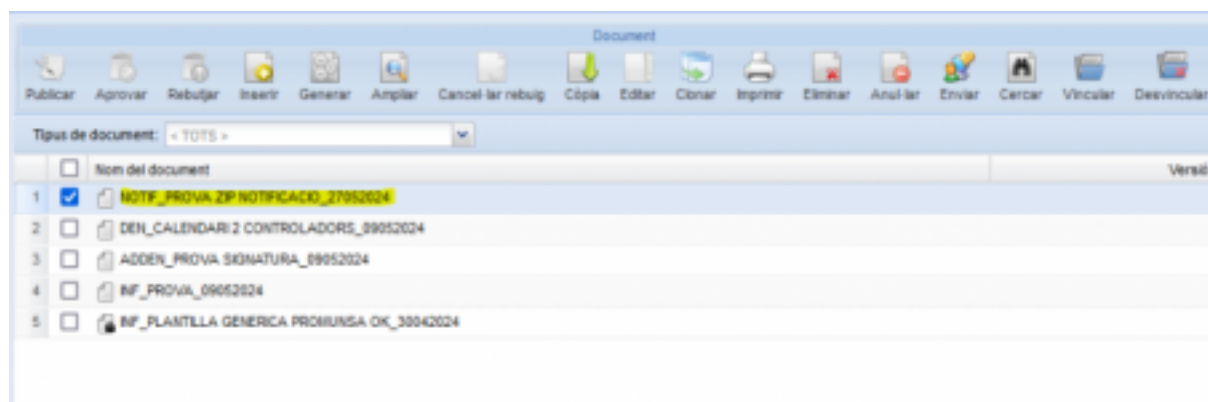 Document
Publicar Aprovar Rebutjar Inserir Generar Ampliar Cancel·lar rebuig Còpia Editar Clonar Imprimir Eliminar Anul·lar Enviar Cercar Vincular Desvincular
Tipus de document: < TOTS >
Nom del document Versió
1 NOTIF_PROVA ZIP NOTIFICACIO_27052024
2 DEN_CALENDARI 2 CONTROLADORS_09052024
3 ADDEN_PROVA SIGNATURA_09052024
4 INF_PROVA_09052024
5 INF_PLANTILLA GENERICA PROMUNSA OK_30042024